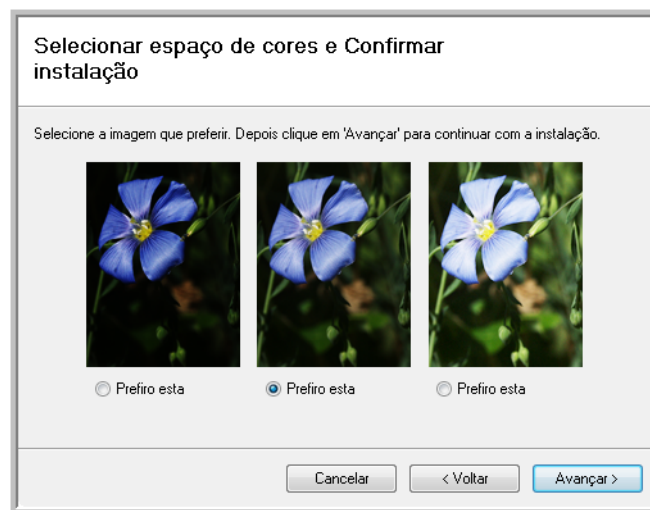 Selecionar espaço de cores e Confirmar
instalação
Selecione a imagem que preferir. Depois clique em 'Avançar' para continuar com a instalação.
Prefiro esta Prefiro esta Prefiro esta
Cancelar < Voltar Avançar >